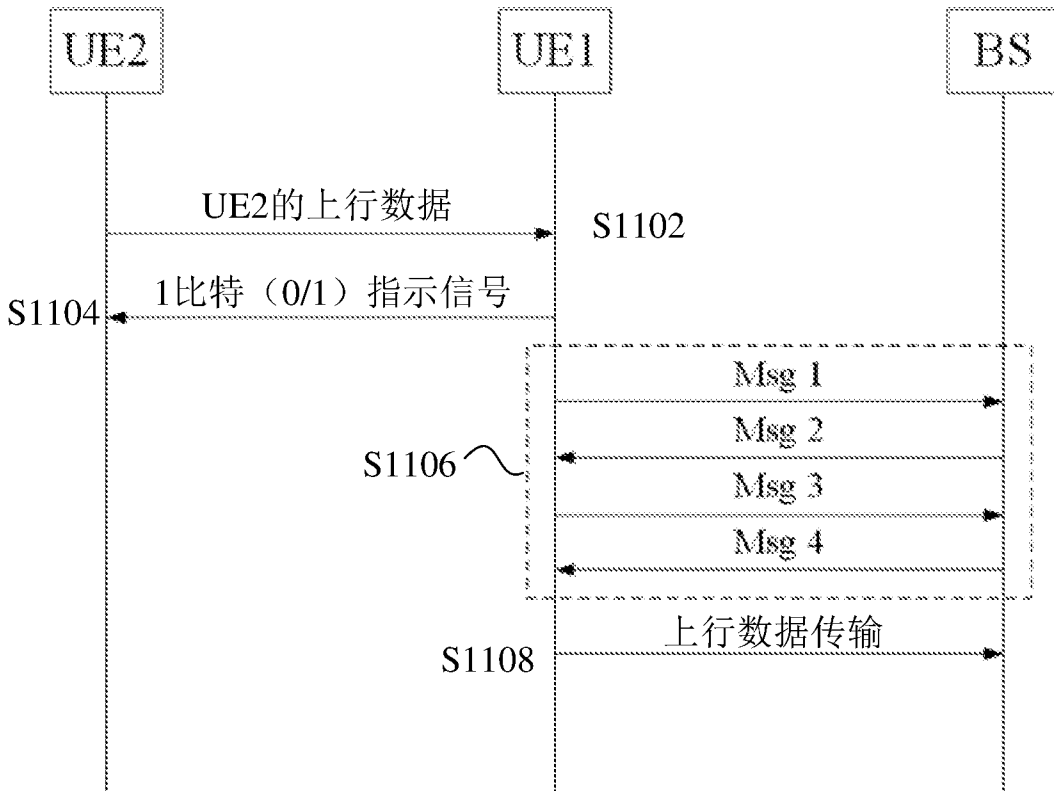 UE2
UE1
BS
UE2的上行数据
S1102
1比特（0/1）指示信号
S1104
Msg 1
Msg 2
S1106
Msg 3
Msg 4
上行数据传输
S1108